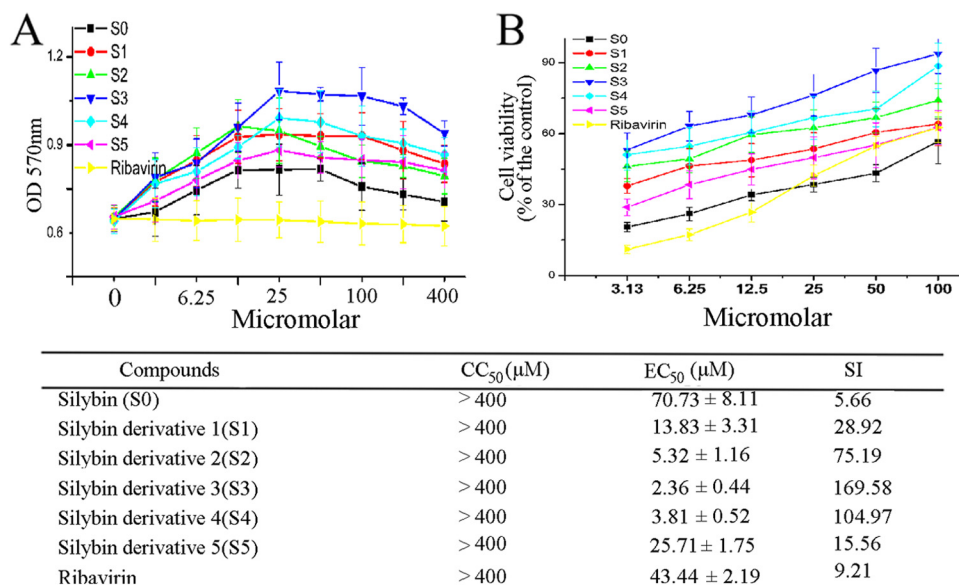 A
B
S0
S1
S2
S3
S4
S5
Ribavirin
1.2
0.9
0.6
OD 570nm
0
6.25
25
100
400
Micromolar
S0
S1
S2
S3
S4
S5
Ribavirin
90
60
30
0
Cell viability
(% of the control)
3.13
6.25
12.5
25
50
100
Micromolar
Compounds CC50(μM) EC50 (μM) SI
Silybin (S0) >400 70.73 ± 8.11 5.66
Silybin derivative 1(S1) >400 13.83 ± 3.31 28.92
Silybin derivative 2(S2) >400 5.32 ± 1.16 75.19
Silybin derivative 3(S3) >400 2.36 ± 0.44 169.58
Silybin derivative 4(S4) >400 3.81 ± 0.52 104.97
Silybin derivative 5(S5) >400 25.71 ± 1.75 15.56
Ribavirin >400 43.44 ± 2.19 9.21